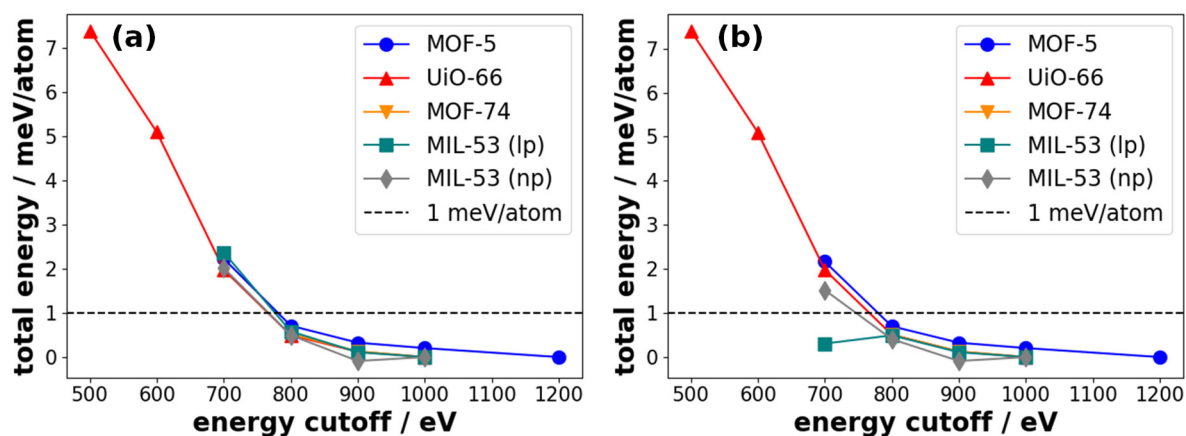 (a)
total energy / meV/atom
7
6
5
4
3
2
1
0
MOF-5
UiO-66
MOF-74
MIL-53 (lp)
MIL-53 (np)
1 meV/atom
500 600 700 800 900 1000 1100 1200
energy cutoff / eV
(b)
total energy / meV/atom
7
6
5
4
3
2
1
0
MOF-5
UiO-66
MOF-74
MIL-53 (lp)
MIL-53 (np)
1 meV/atom
500 600 700 800 900 1000 1100 1200
energy cutoff / eV